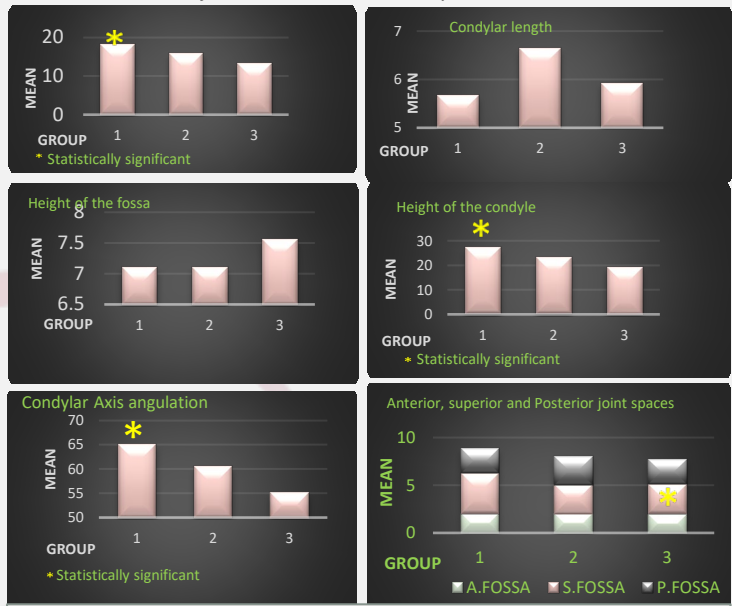 20
10
0
MEAN
1 2 3
GROUP
* Statistically significant
Condylar length
7
6
5
MEAN
1 2 3
GROUP
Height of the fossa
8
7.5
7
6.5
MEAN
GROUP 1 2 3
Height of the condyle
*
30
20
10
0
MEAN
1 2 3
GROUP
* Statistically significant
Condylar Axis angulation
70
65
60
55
50
*
MEAN
1 2 3
GROUP
* Statistically significant
Anterior, superior and Posterior joint spaces
10
5
0
MEAN
*
GROUP 1 2 3
A.FOSSA S.FOSSA P.FOSSA